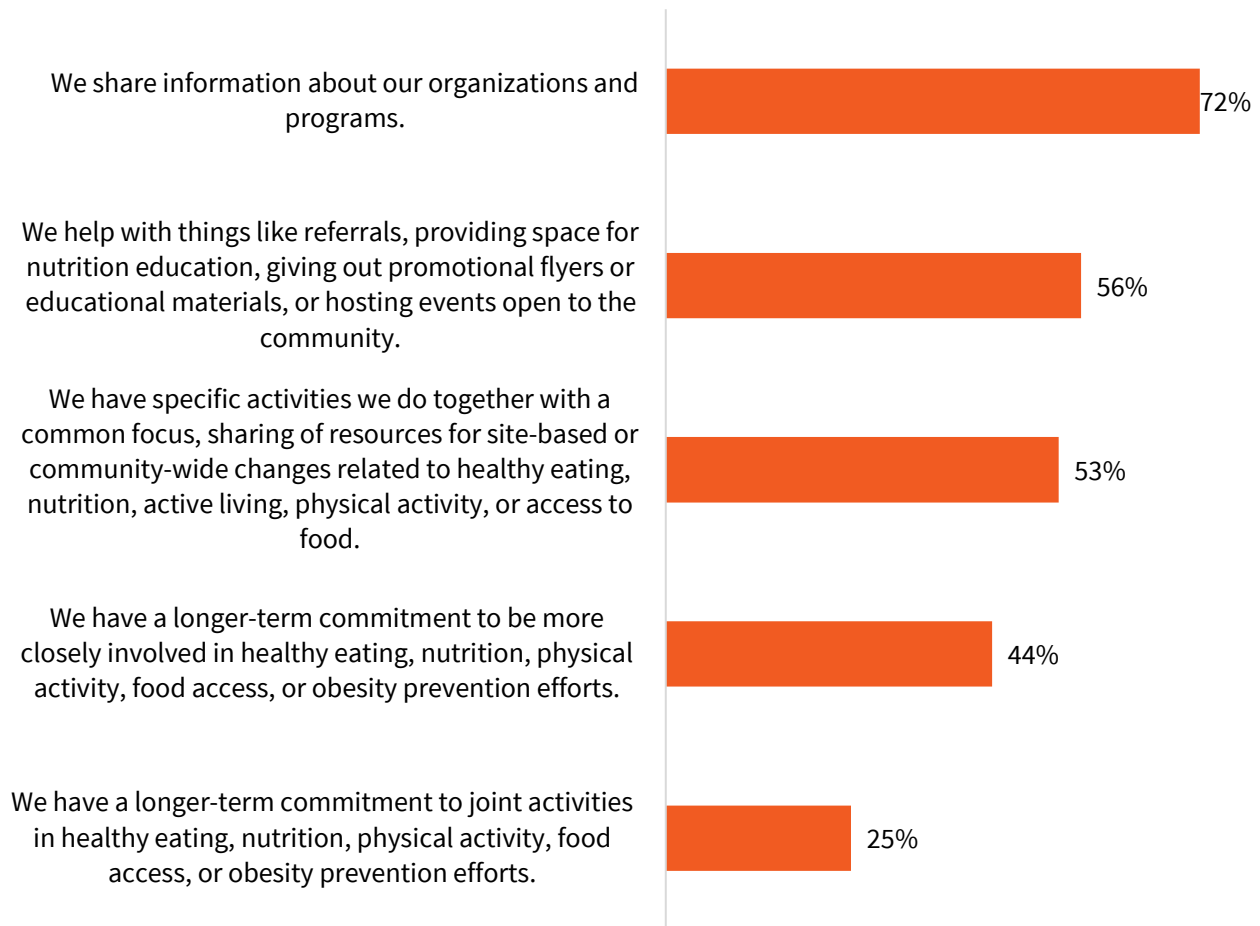 We share information about our organizations and
programs.
72%
We help with things like referrals, providing space for
nutrition education, giving out promotional flyers or
educational materials, or hosting events open to the
community.
56%
We have specific activities we do together with a
common focus, sharing of resources for site-based or
community-wide changes related to healthy eating,
nutrition, active living, physical activity, or access to
food.
53%
We have a longer-term commitment to be more
closely involved in healthy eating, nutrition, physical
activity, food access, or obesity prevention efforts.
44%
We have a longer-term commitment to joint activities
in healthy eating, nutrition, physical activity, food
access, or obesity prevention efforts.
25%